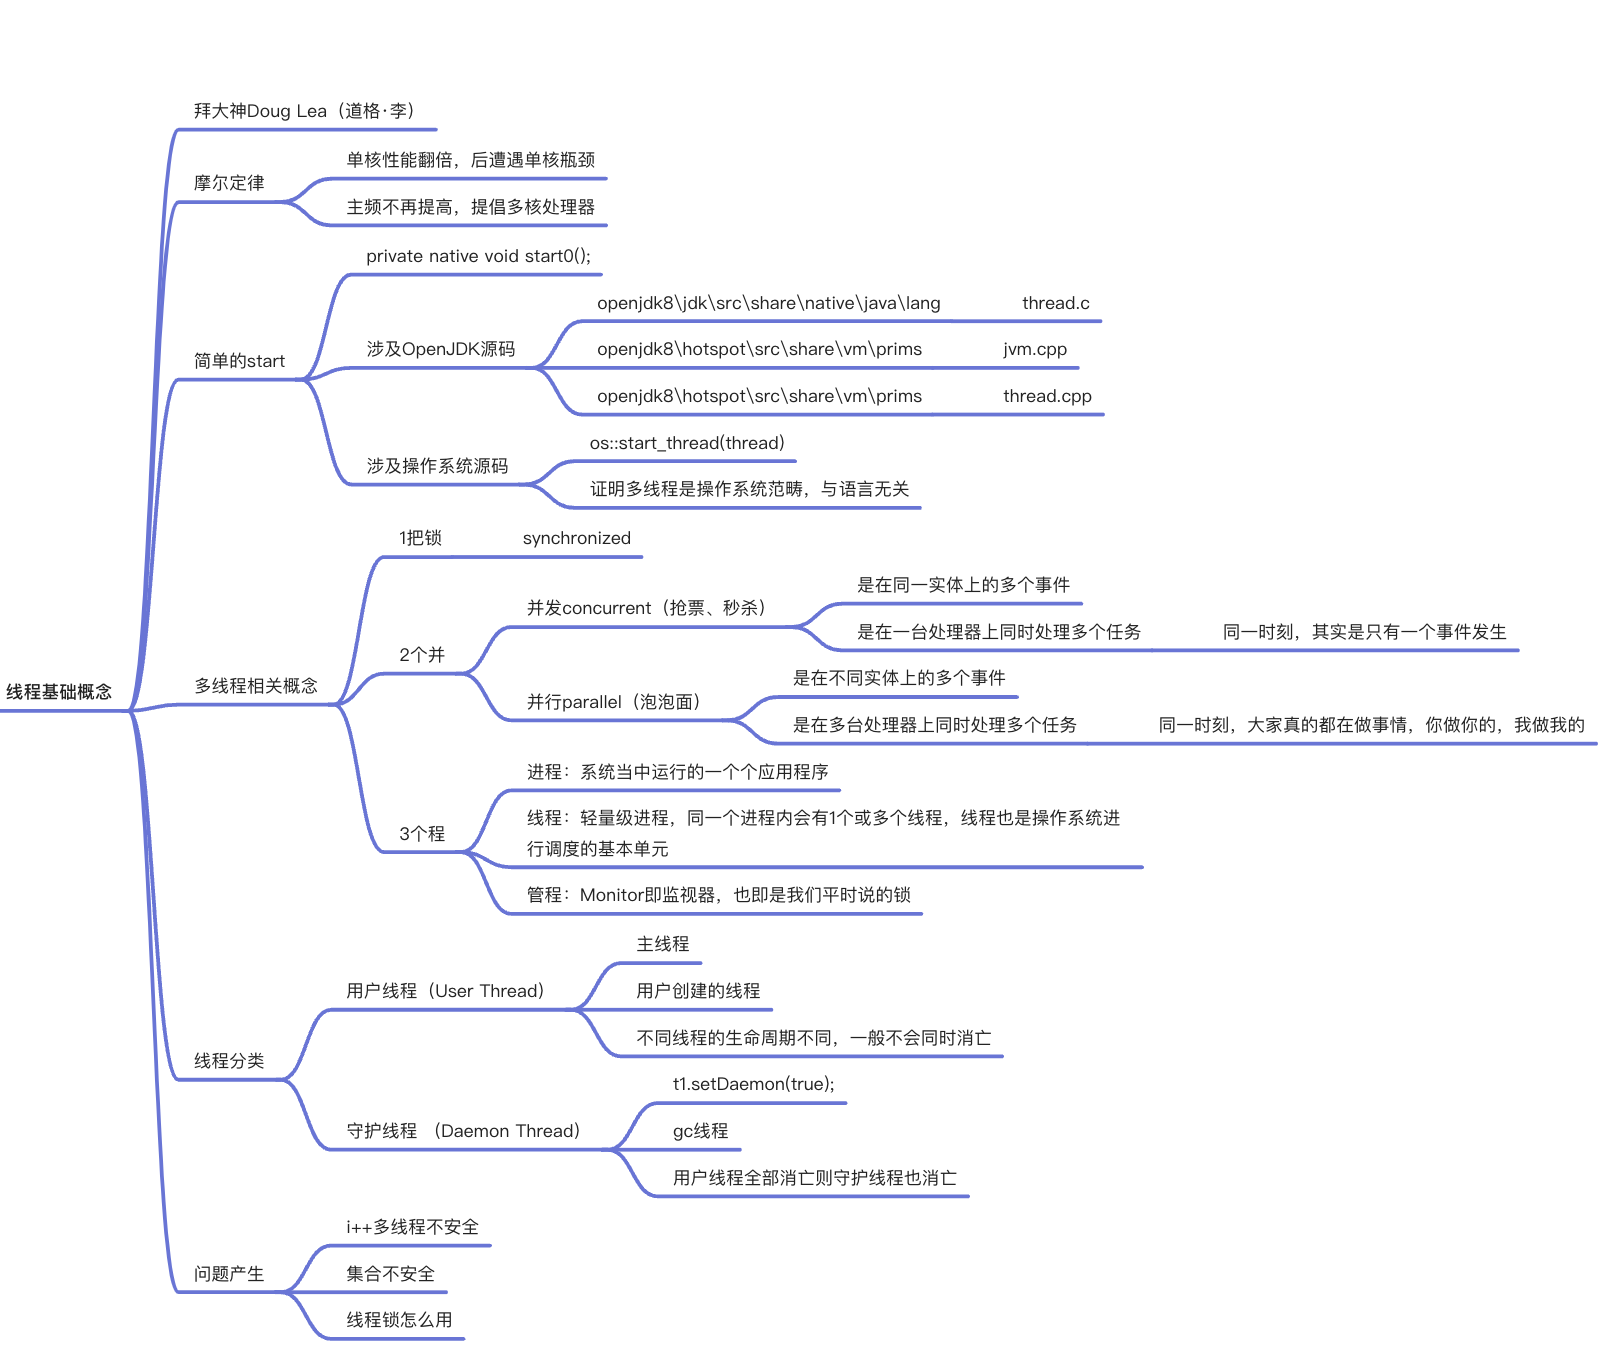 拜大神Doug Lea（道格·李）
单核性能翻倍，后遭遇单核瓶颈
摩尔定律
主频不再提高，提倡多核处理器
private native void start0();
openjdk8\jdk\src\share\native\java\lang
thread.c
简单的start
涉及OpenJDK源码
openjdk8\hotspot\src\share\vm\prims
jvm.cpp
openjdk8\hotspot\src\share\vm\prims
thread.cpp
os::start_thread(thread)
涉及操作系统源码
证明多线程是操作系统范畴，与语言无关
1把锁
synchronized
是在同一实体上的多个事件
并发concurrent（抢票、秒杀）
是在一台处理器上同时处理多个任务
同一时刻，其实是只有一个事件发生
2个并
是在不同实体上的多个事件
线程基础概念
多线程相关概念
并行parallel（泡泡面）
是在多台处理器上同时处理多个任务
同一时刻，大家真的都在做事情，你做你的，我做我的
进程：系统当中运行的一个个应用程序
线程：轻量级进程，同一个进程内会有1个或多个线程，线程也是操作系统进
3个程
行调度的基本单元
管程：Monitor即监视器，也即是我们平时说的锁
主线程
用户线程（User Thread）
用户创建的线程
不同线程的生命周期不同，一般不会同时消亡
线程分类
t1.setDaemon(true);
守护线程 （Daemon Thread）
gc线程
用户线程全部消亡则守护线程也消亡
i++多线程不安全
问题产生
集合不安全
线程锁怎么用